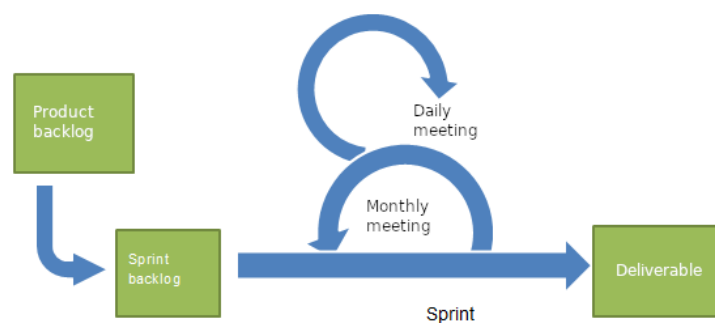 Product
backlog
Daily
meeting
Monthly
meeting
Sprint
backlog
Deliverable
Sprint